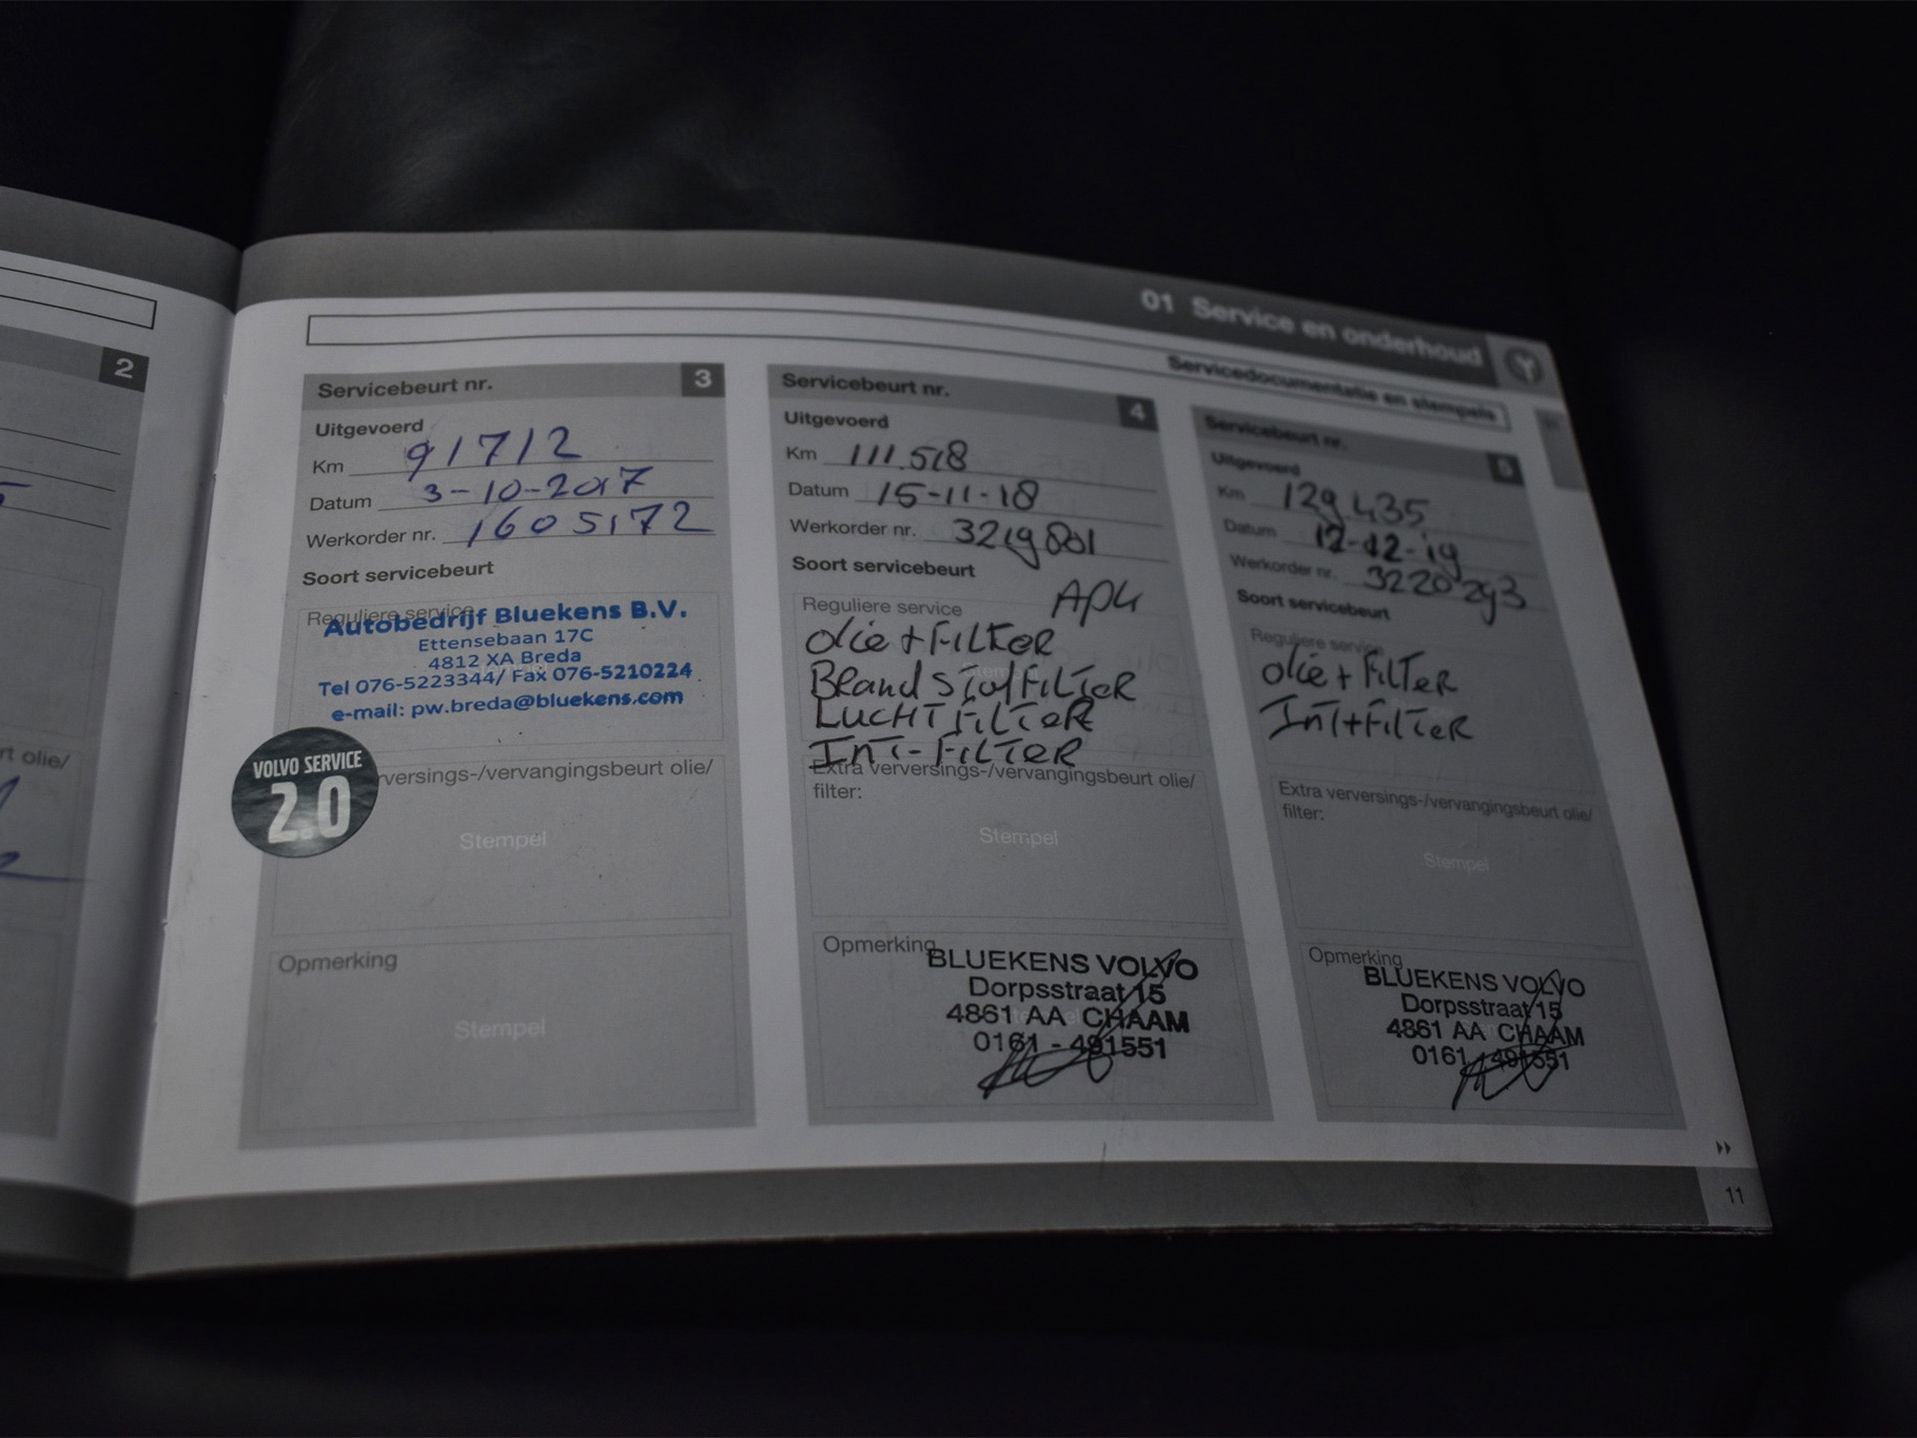 2
rt olie/
01 Service en onderhoud
Servicedocumentatie en stempels
Servicebeurt nr. 3
Uitgevoerd
Km 91712
Datum 3-10-2017
Werkorder nr. 1605172
Soort servicebeurt
Reguliere service
Autobedrijf Bluekens B.V.
Ettensebaan 17C
4812 XA Breda
Tel 076-5223344/ Fax 076-5210224
e-mail: pw.breda@bluekens.com
VOLVO SERVICE
2.0
rversings-/vervangingsbeurt olie/
Stempel
Opmerking
Stempel
Servicebeurt nr. 4
Uitgevoerd
Km 111.518
Datum 15-11-18
Werkorder nr. 3219801
Soort servicebeurt
Reguliere service APK
olie + FILTER
BRandstofFILTER
LUCHTFILTER
INT-FILTER
Extra verversings-/vervangingsbeurt olie/
filter:
Stempel
Opmerking
BLUEKENS VOLVO
Dorpsstraat 15
4861 AA CHAAM
0161 - 491551
Servicebeurt nr. 5
Uitgevoerd
Km 129.435
Datum 12-12-19
Werkorder nr. 3220293
Soort servicebeurt
Reguliere service
olie + FILTER
INT+FILTER
Extra verversings-/vervangingsbeurt olie/
filter:
Stempel
Opmerking
BLUEKENS VOLVO
Dorpsstraat 15
4861 AA CHAAM
0161 - 491551
11